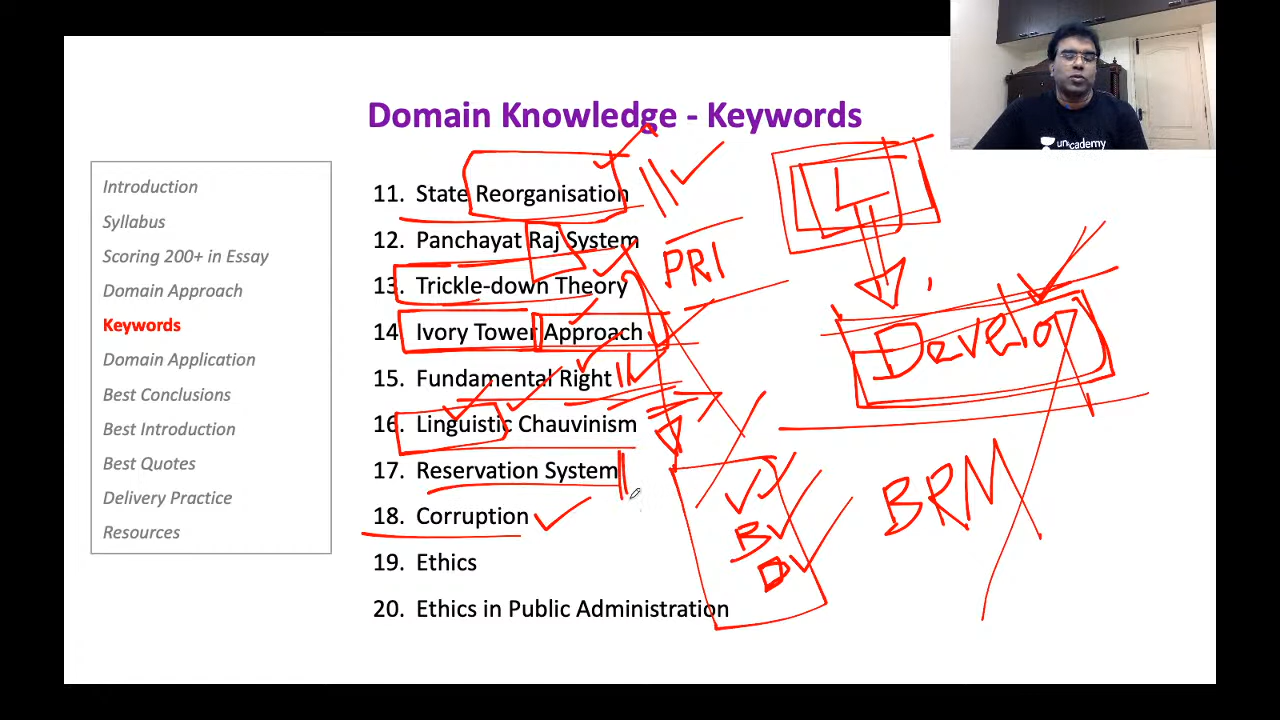 Domain Knowledge - Keywords
Introduction
Syllabus
Scoring 200+ in Essay
Domain Approach
Keywords
Domain Application
Best Conclusions
Best Introduction
Best Quotes
Delivery Practice
Resources
11. State Reorganisation
12. Panchayat Raj System
13. Trickle-down Theory
14. Ivory Tower Approach
15. Fundamental Right
16. Linguistic Chauvinism
17. Reservation System
18. Corruption
19. Ethics
20. Ethics in Public Administration
PRI
L
Develop
BRM
V
B
D
unacademy